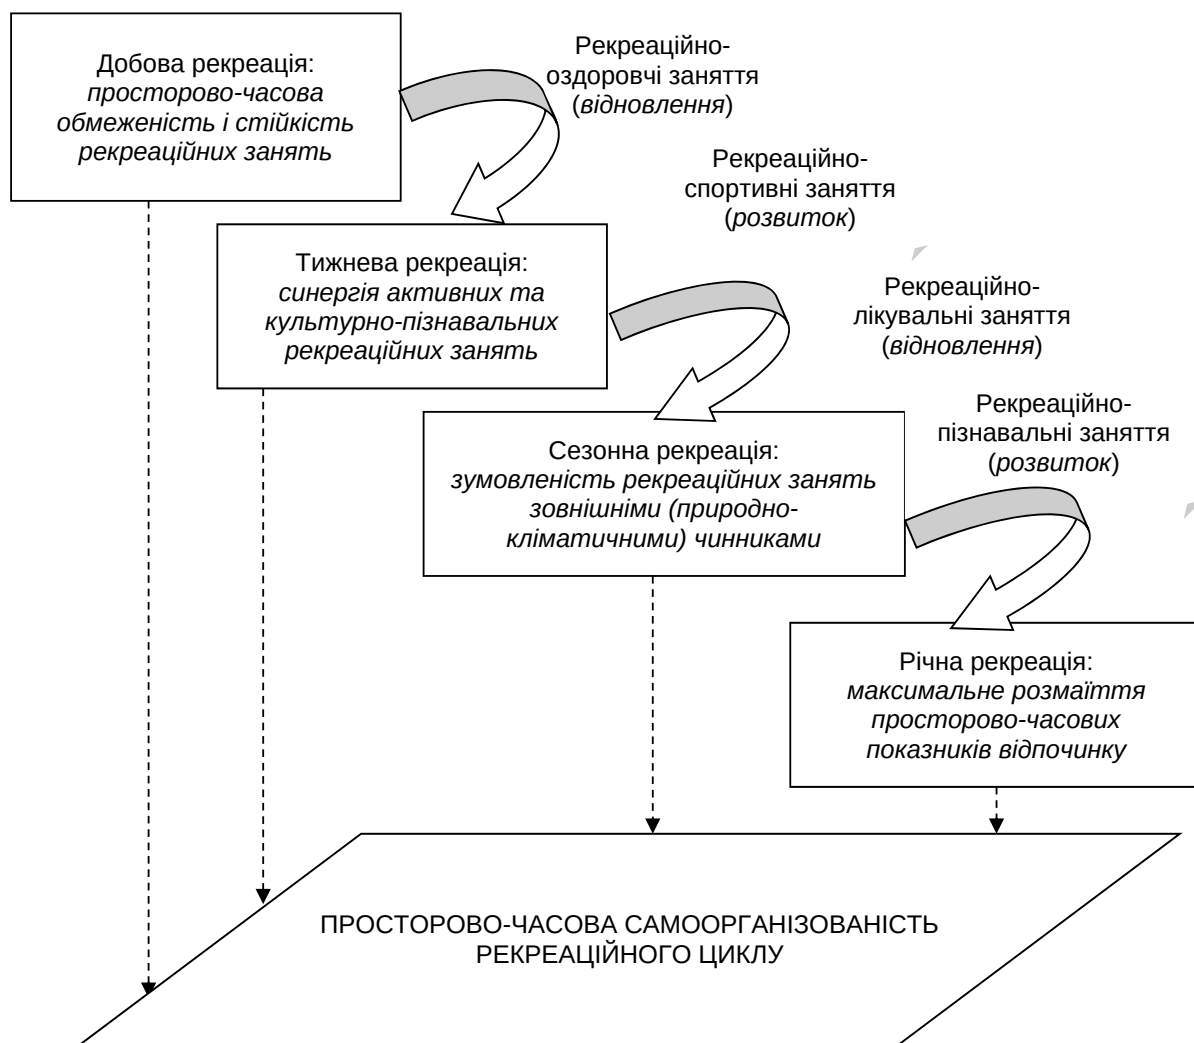 Добова рекреація:
просторово-часова
обмеженість і стійкість
рекреаційних занять
Рекреаційно-
оздоровчі заняття
(відновлення)
Рекреаційно-
спортивні заняття
(розвиток)
Тижнева рекреація:
синергія активних та
культурно-пізнавальних
рекреаційних занять
Рекреаційно-
лікувальні заняття
(відновлення)
Рекреаційно-
пізнавальні заняття
(розвиток)
Сезонна рекреація:
зумовленість рекреаційних занять
зовнішніми (природно-
кліматичними) чинниками
Річна рекреація:
максимальне розмаїття
просторово-часових
показників відпочинку
ПРОСТОРОВО-ЧАСОВА САМООРГАНІЗОВАНІСТЬ
РЕКРЕАЦІЙНОГО ЦИКЛУ